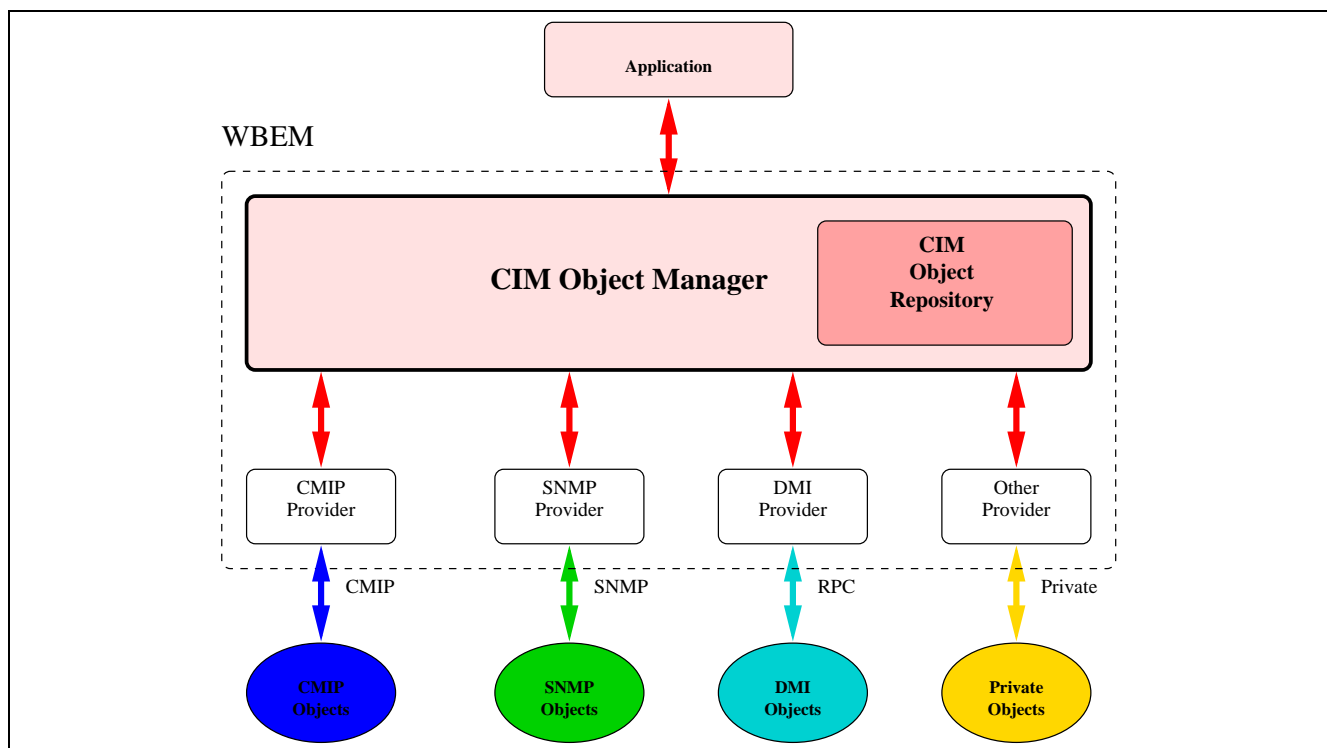 Application
WBEM
CIM Object Manager
CIM
Object
Repository
CMIP
Provider
SNMP
Provider
DMI
Provider
Other
Provider
CMIP
SNMP
RPC
Private
CMIP
Objects
SNMP
Objects
DMI
Objects
Private
Objects